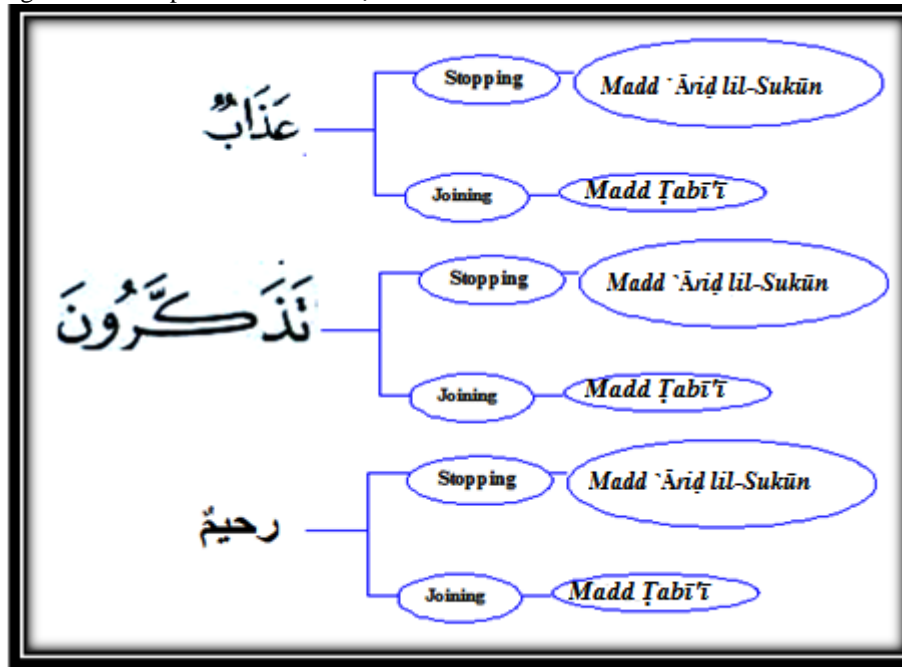 Stopping Madd `Āriḍ lil-Sukūn
عَذَابٌ
Joining Madd Ṭabī'ī
Stopping Madd `Āriḍ lil-Sukūn
تَذَكَّرُونَ
Joining Madd Ṭabī'ī
Stopping Madd `Āriḍ lil-Sukūn
رحيمٌ
Joining Madd Ṭabī'ī